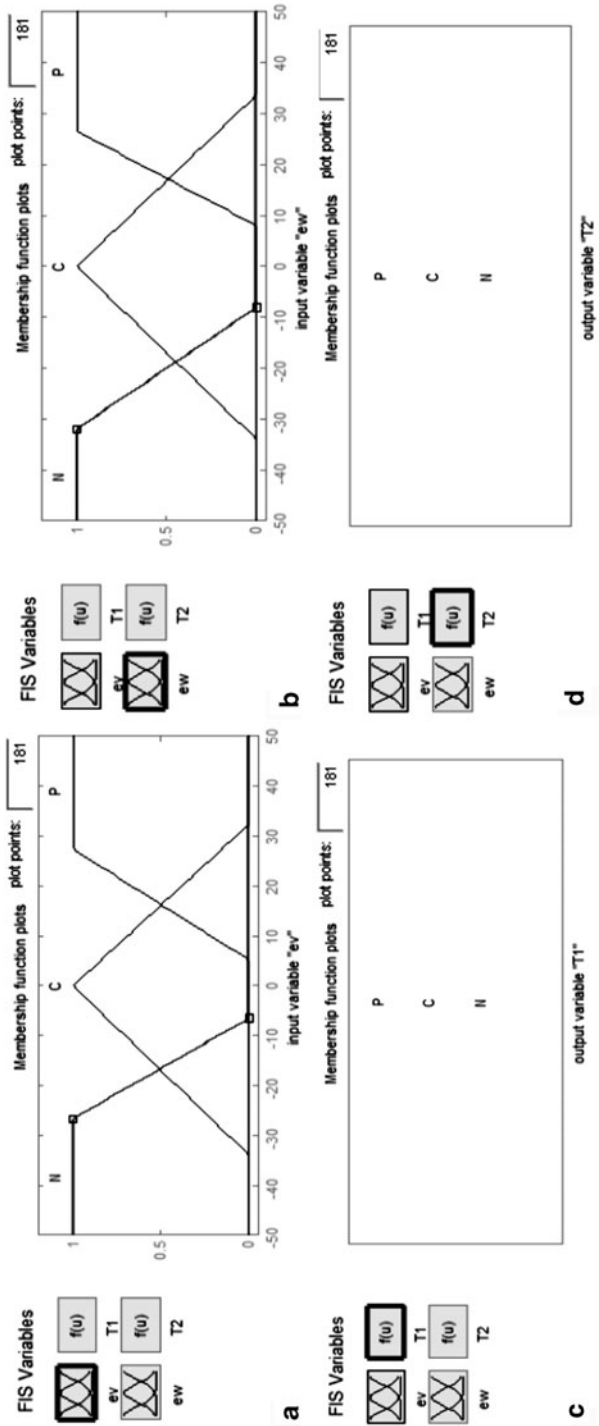 FIS Variables
f(u)
ev
T1
f(u)
ew
T2
a
Membership function plots
plot points:
181
N
C
P
1
0.5
0
-50
-40
-30
-20
-10
0
10
20
30
40
50
input variable "ev"
FIS Variables
f(u)
ev
T1
f(u)
ew
T2
b
Membership function plots
plot points:
181
N
C
P
1
0.5
0
-50
-40
-30
-20
-10
0
10
20
30
40
50
input variable "ew"
FIS Variables
f(u)
ev
T1
f(u)
ew
T2
c
Membership function plots
plot points:
181
P
C
N
output variable "T1"
FIS Variables
f(u)
ev
T1
f(u)
ew
T2
d
Membership function plots
plot points:
181
P
C
N
output variable "T2"